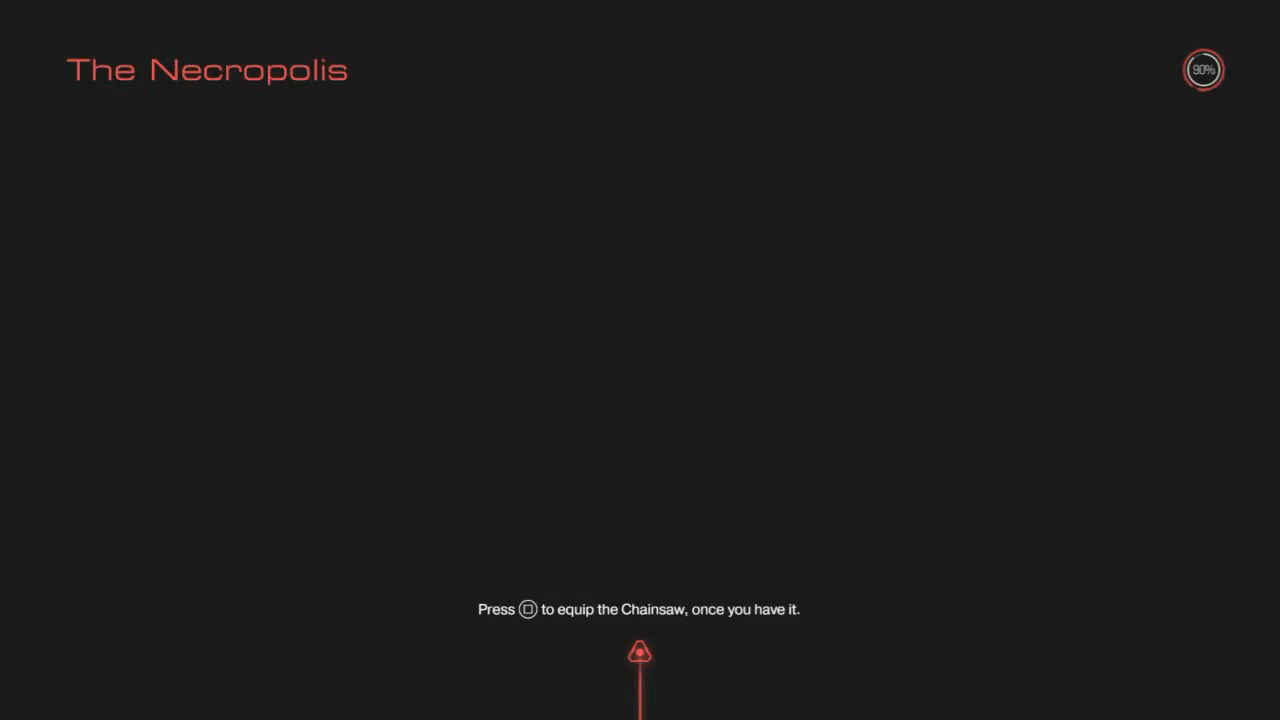 The Necropolis
90%
Press to equip the Chainsaw, once you have it.